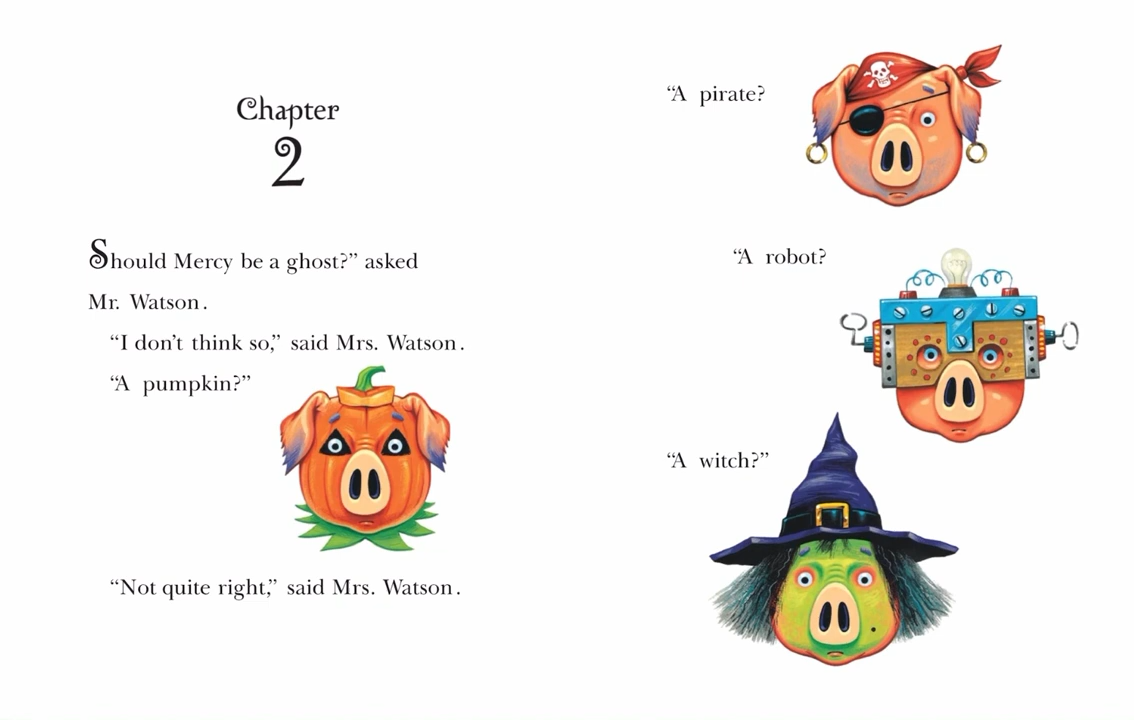 Chapter
2
Should Mercy be a ghost?” asked
Mr. Watson.
“I don’t think so,” said Mrs. Watson.
“A pumpkin?”
“Not quite right,” said Mrs. Watson.
“A pirate?
“A robot?
“A witch?”